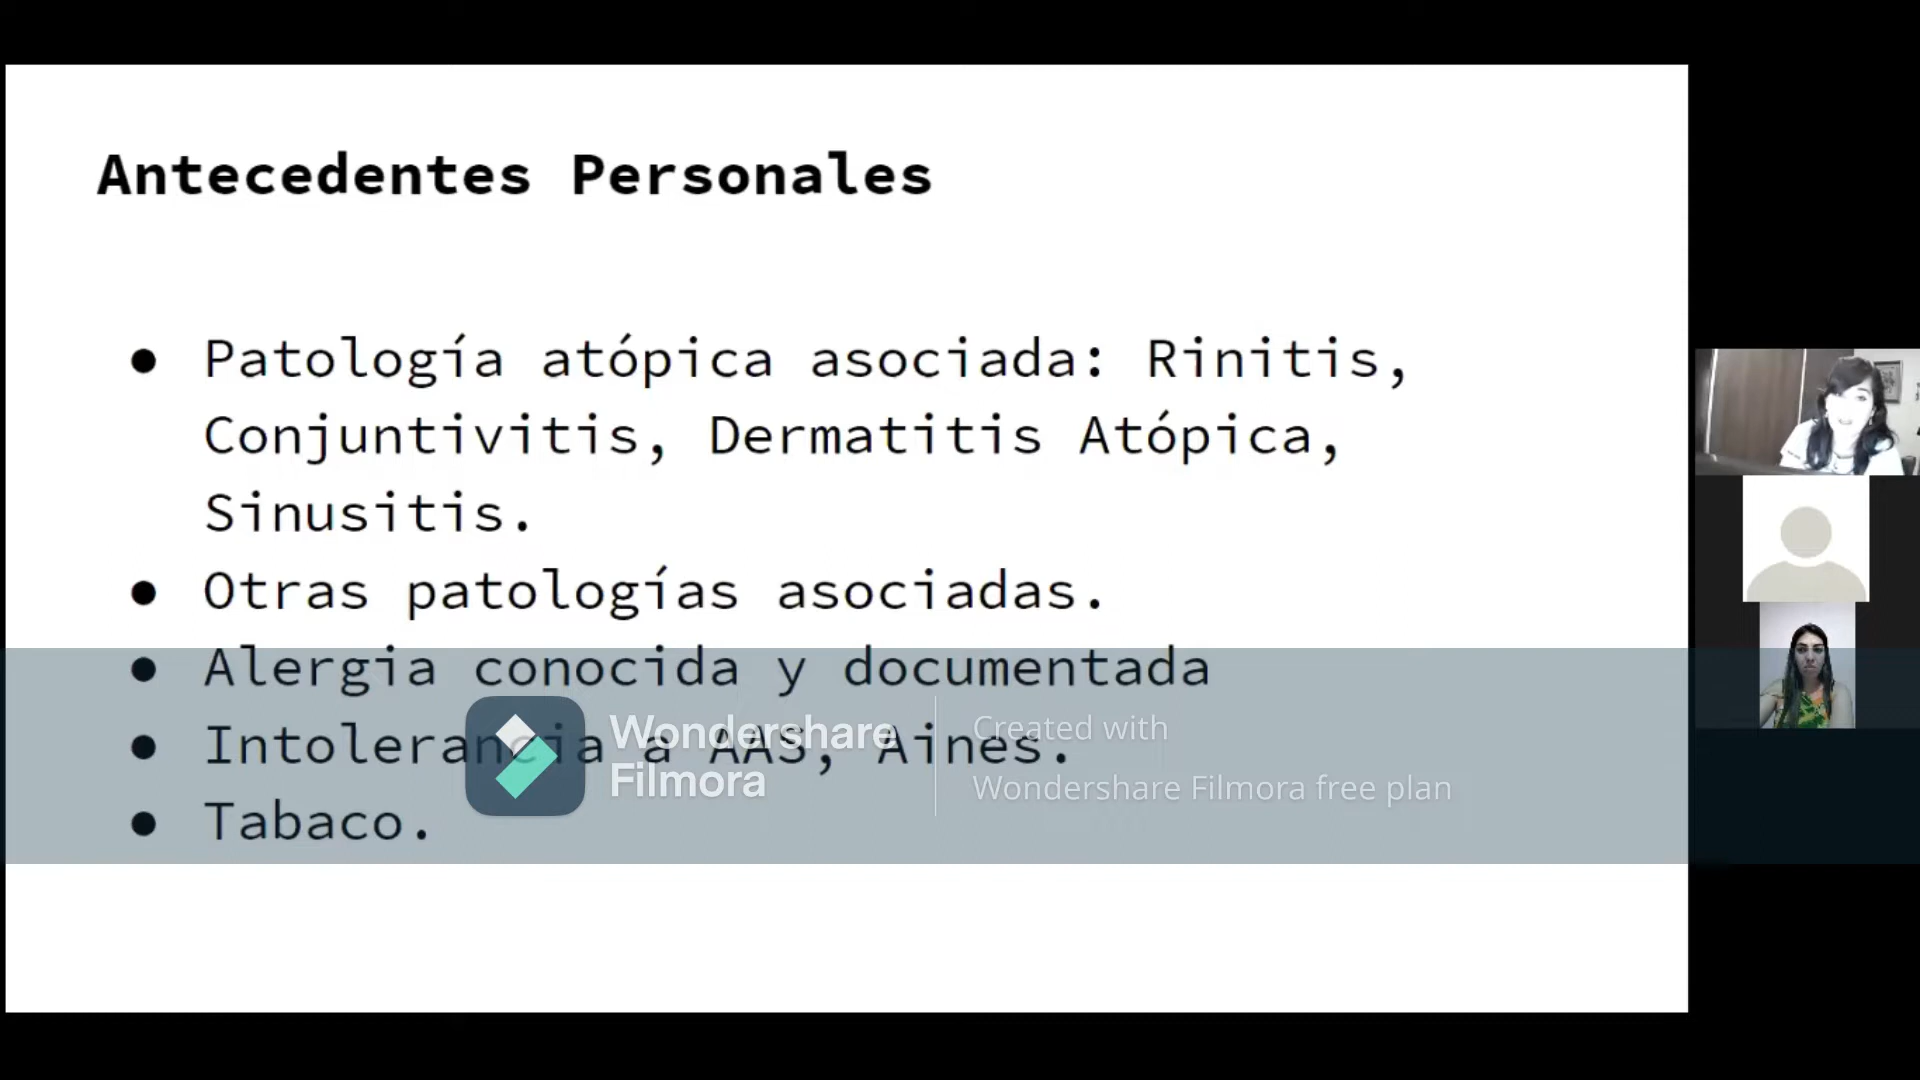 Antecedentes Personales
● Patología atópica asociada: Rinitis,
Conjuntivitis, Dermatitis Atópica,
Sinusitis.
● Otras patologías asociadas.
● Alergia conocida y documentada
● Intolerancia a AAS, Aines.
● Tabaco.
Wondershare
Filmora
Created with
Wondershare Filmora free plan